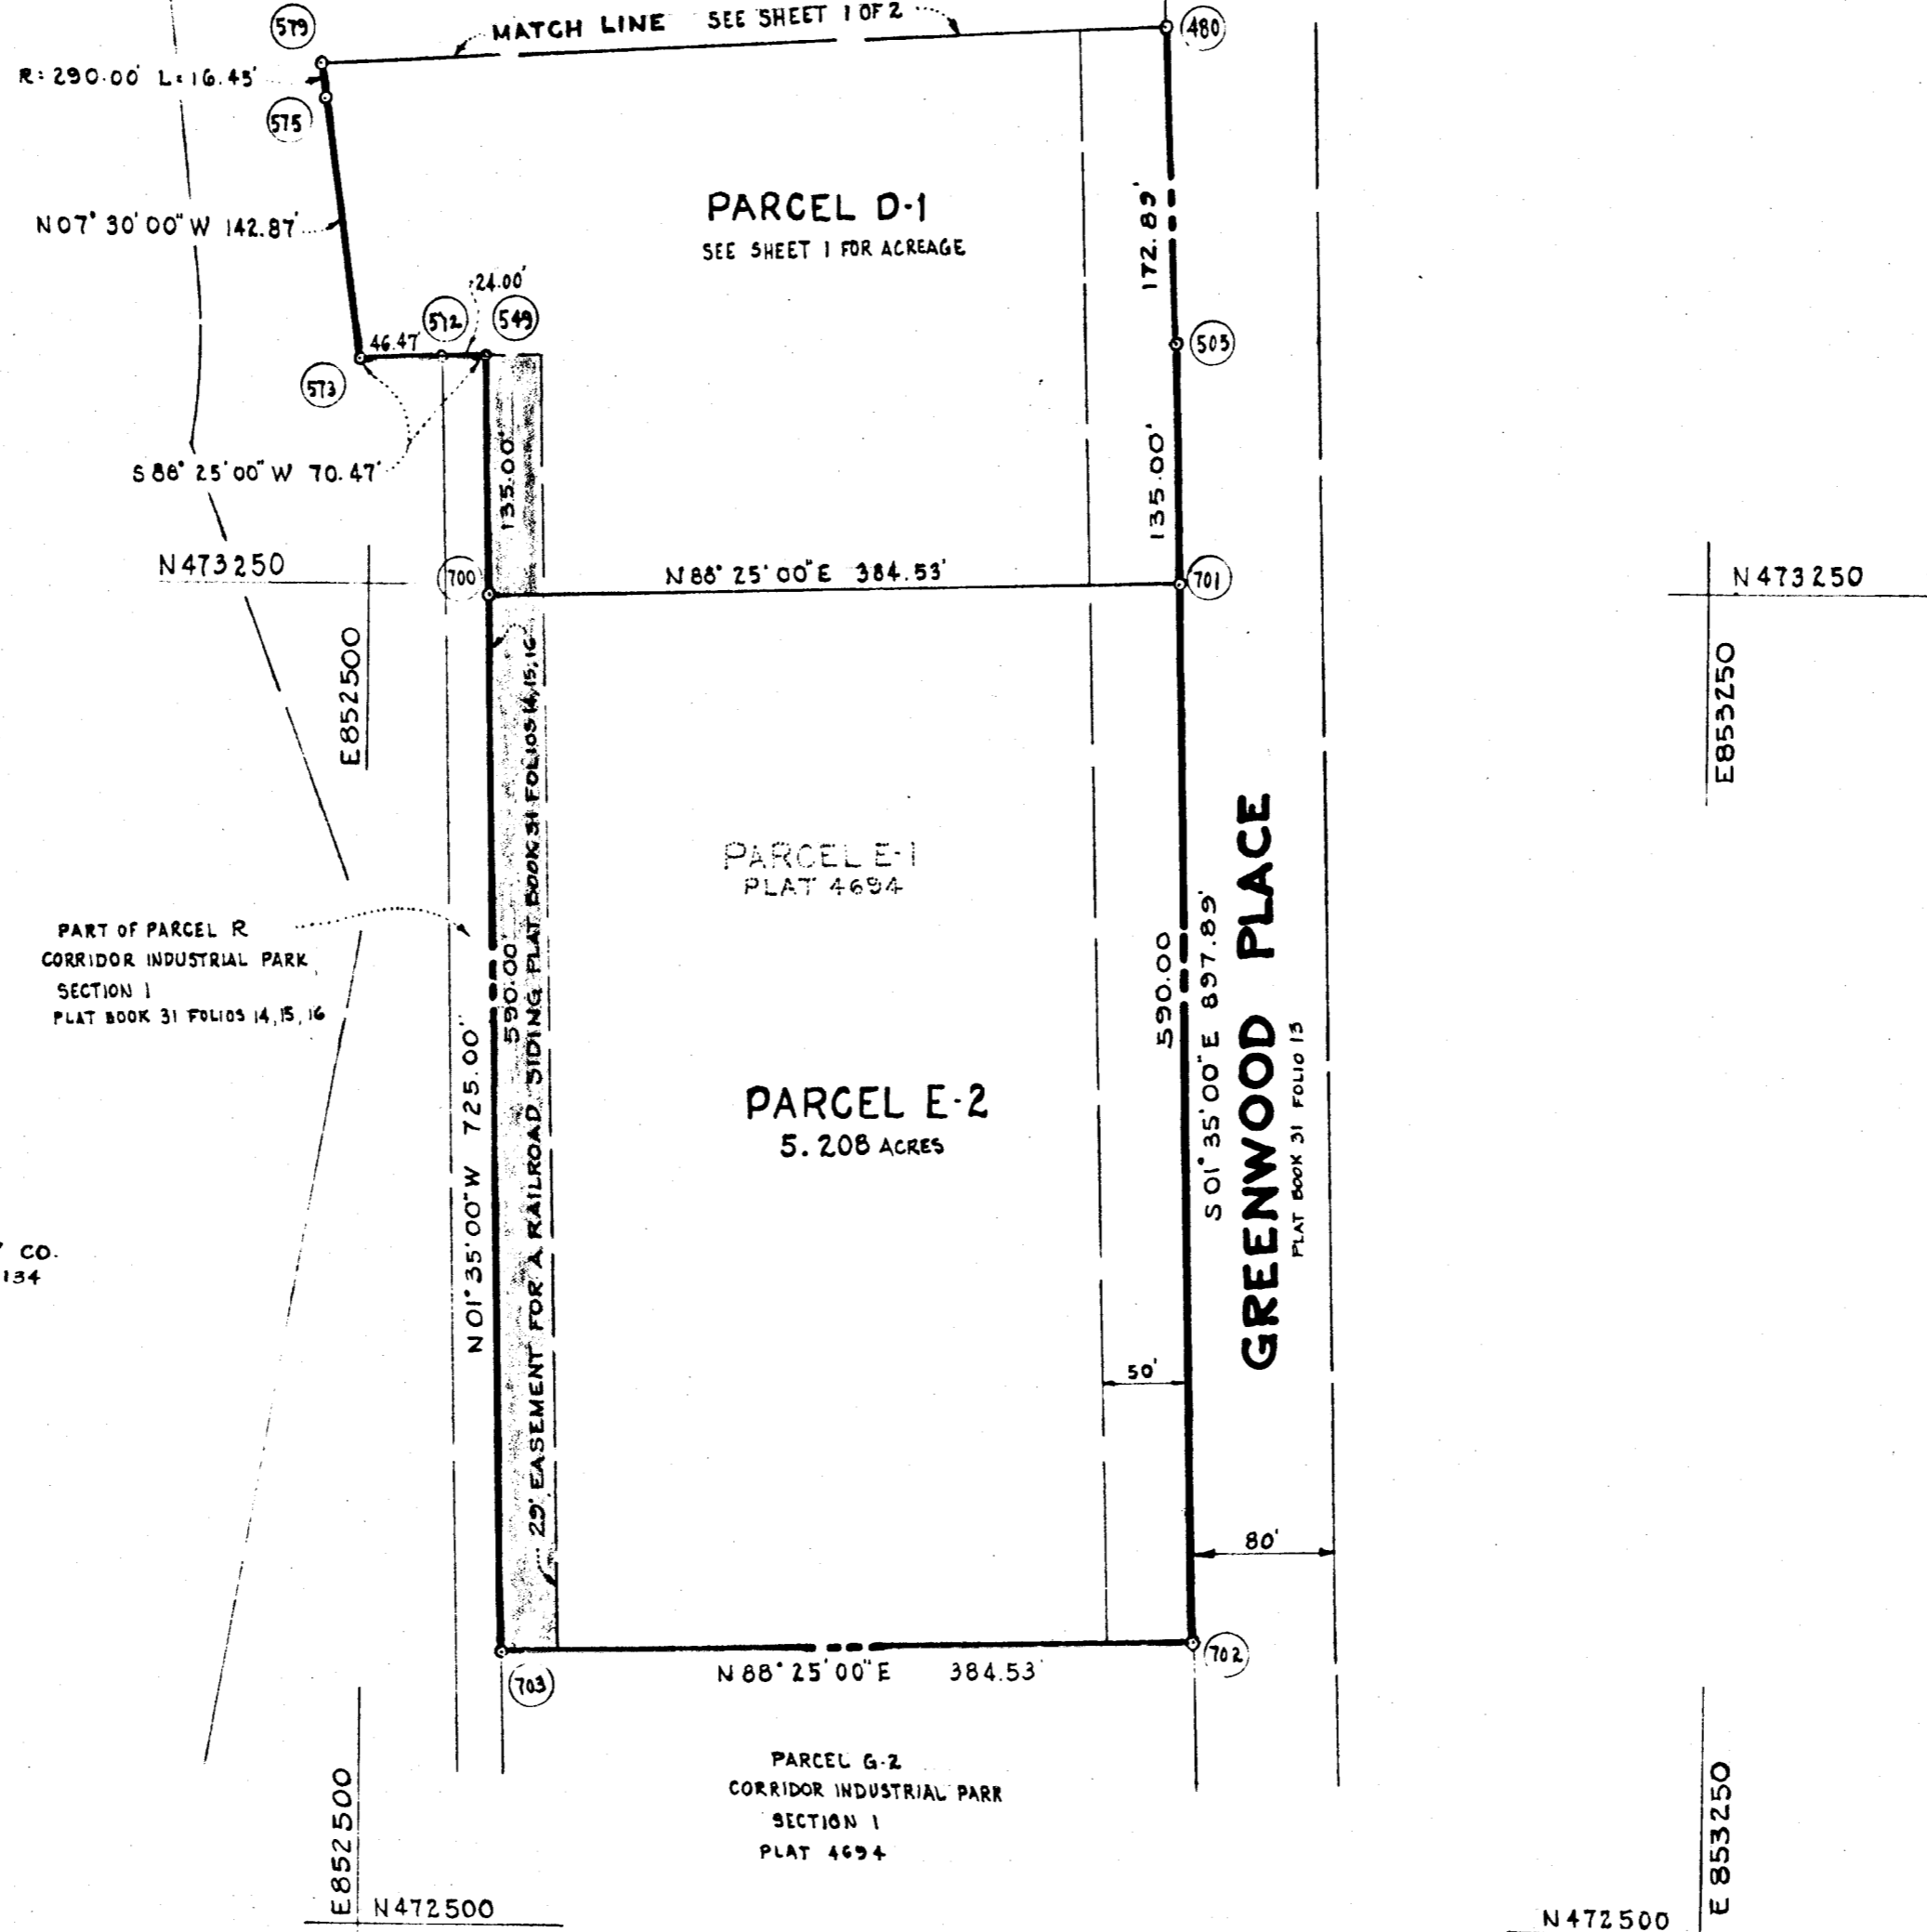 579
MATCH LINE SEE SHEET 1 OF 2
480
R: 290.00' L: 16.45'
575
PARCEL D-1
SEE SHEET 1 FOR ACREAGE
N 07° 30' 00" W 142.87'
172.89'
24.00'
572
549
46.47'
505
573
135.00'
135.00'
S 88° 25' 00" W 70.47'
N473250
700
N 88° 25' 00" E 384.53'
701
N473250
E852500
E853250
PARCEL E-1
PLAT 4694
PART OF PARCEL R
CORRIDOR INDUSTRIAL PARK
SECTION 1
PLAT BOOK 31 FOLIOS 14, 15, 16
N 01° 35' 00" W 725.00"
590.00'
29' EASEMENT FOR A RAILROAD SIDING PLAT BOOK 31 FOLIOS 14, 15, 16
PARCEL E-2
5.208 ACRES
590.00
S 01° 35' 00" E 897.89'
GREENWOOD PLACE
PLAT BOOK 31 FOLIO 13
CO.
134
50'
80'
702
N 88° 25' 00" E 384.53'
703
PARCEL G-2
CORRIDOR INDUSTRIAL PARK
SECTION 1
PLAT 4694
E852500
N472500
E 853250
N472500